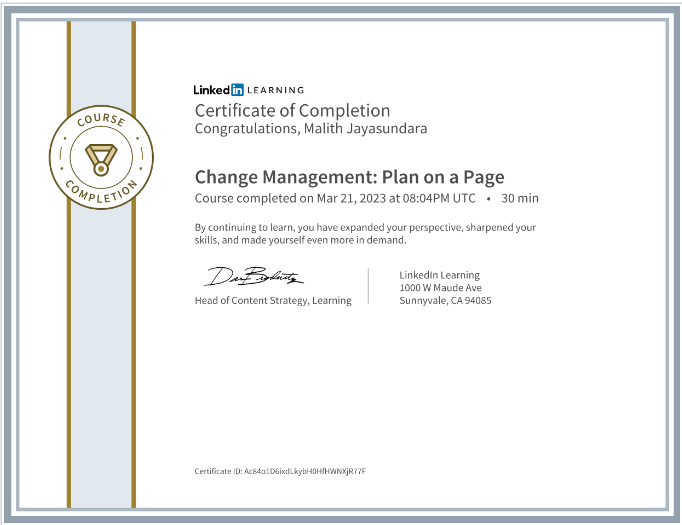 COURSE
COMPLETION
Linked in LEARNING
Certificate of Completion
Congratulations, Malith Jayasundara
Change Management: Plan on a Page
Course completed on Mar 21, 2023 at 08:04PM UTC • 30 min
By continuing to learn, you have expanded your perspective, sharpened your
skills, and made yourself even more in demand.
Head of Content Strategy, Learning
LinkedIn Learning
1000 W Maude Ave
Sunnyvale, CA 94085
Certificate ID: Ac84o1D6ixdLkybH0HfHWNXjR77F